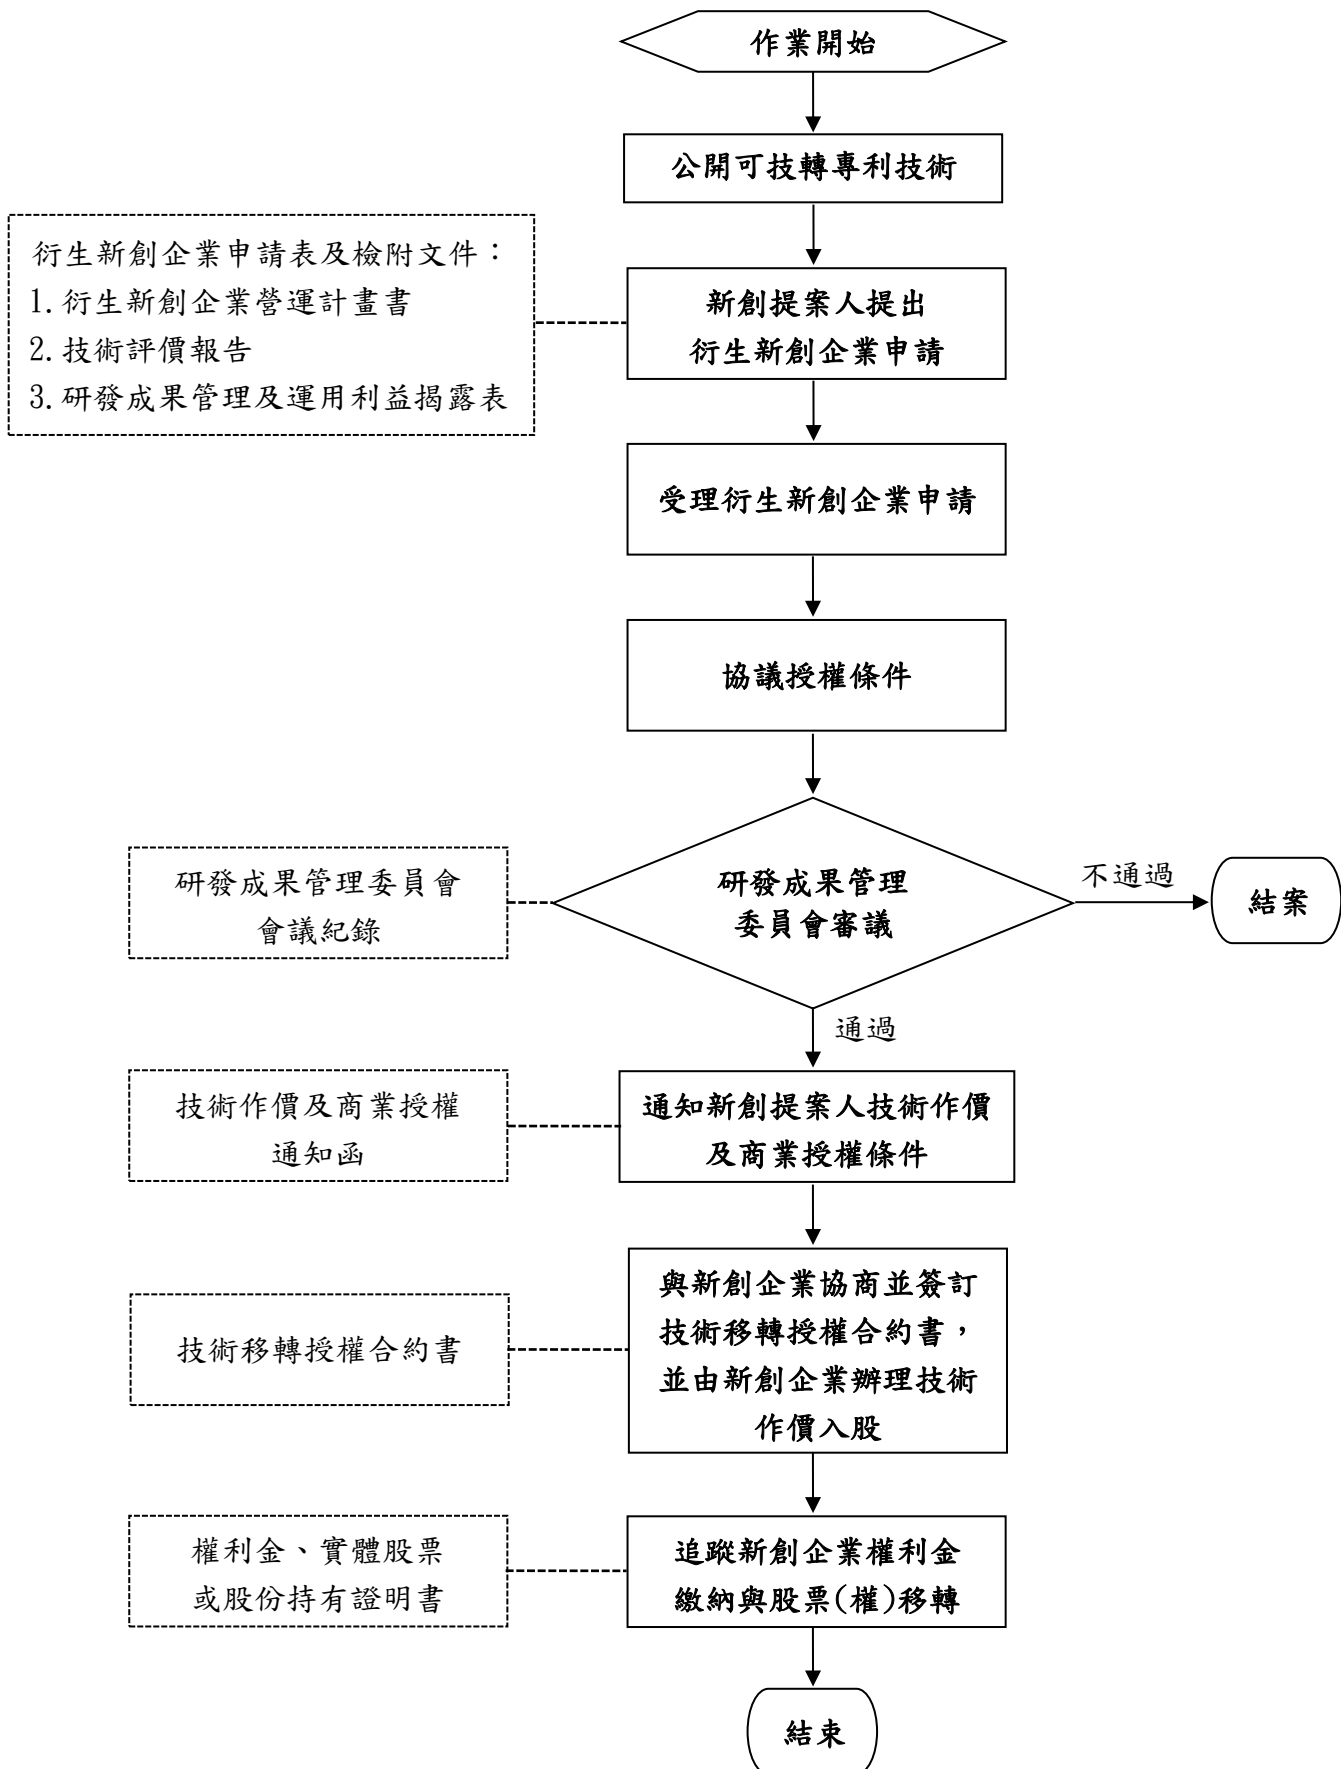 作業開始
公開可技轉專利技術
衍生新創企業申請表及檢附文件：
1.衍生新創企業營運計畫書
2.技術評價報告
3.研發成果管理及運用利益揭露表
新創提案人提出
衍生新創企業申請
受理衍生新創企業申請
協議授權條件
研發成果管理委員會
會議紀錄
研發成果管理
委員會審議
不通過
結案
通過
技術作價及商業授權
通知函
通知新創提案人技術作價
及商業授權條件
技術移轉授權合約書
與新創企業協商並簽訂
技術移轉授權合約書，
並由新創企業辦理技術
作價入股
權利金、實體股票
或股份持有證明書
追蹤新創企業權利金
繳納與股票(權)移轉
結束